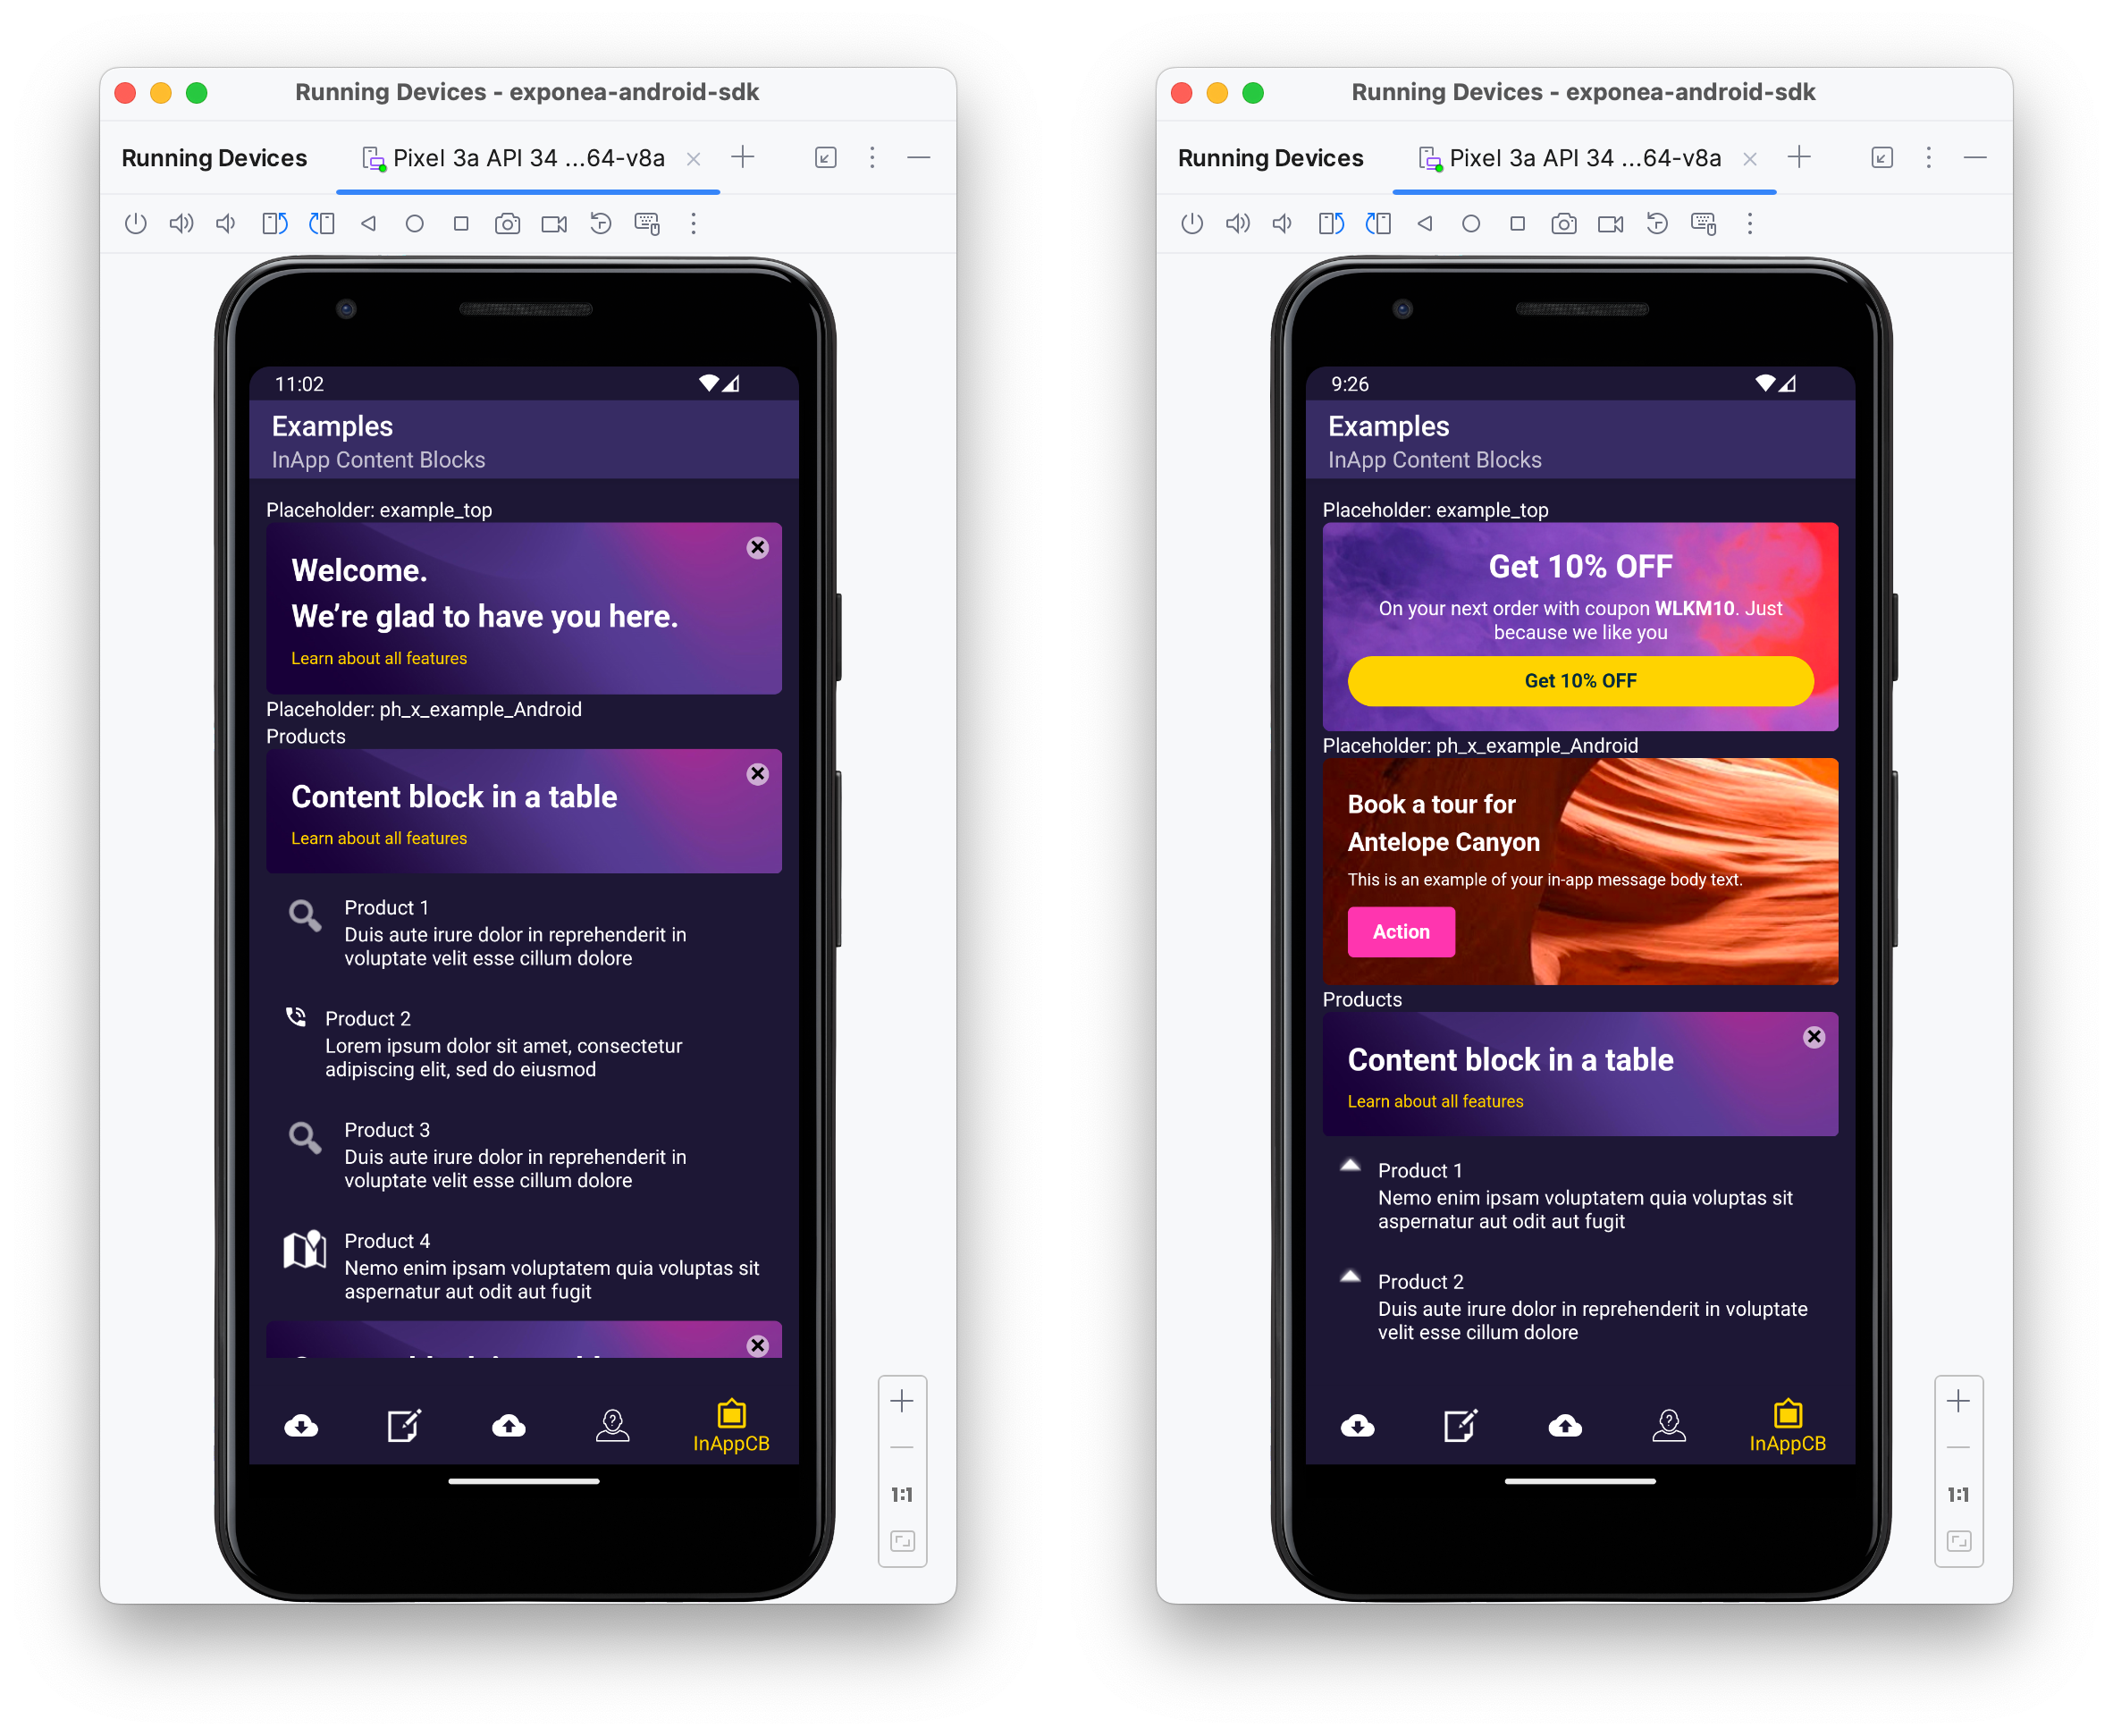 Running Devices - exponea-android-sdk
Running Devices
Pixel 3a API 34 ...64-v8a
11:02
Examples
InApp Content Blocks
Placeholder: example_top
Welcome.
We’re glad to have you here.
Learn about all features
Placeholder: ph_x_example_Android
Products
Content block in a table
Learn about all features
Product 1
Duis aute irure dolor in reprehenderit in
voluptate velit esse cillum dolore
Product 2
Lorem ipsum dolor sit amet, consectetur
adipiscing elit, sed do eiusmod
Product 3
Duis aute irure dolor in reprehenderit in
voluptate velit esse cillum dolore
Product 4
Nemo enim ipsam voluptatem quia voluptas sit
aspernatur aut odit aut fugit
InAppCB
1:1
Running Devices - exponea-android-sdk
Running Devices
Pixel 3a API 34 ...64-v8a
9:26
Examples
InApp Content Blocks
Placeholder: example_top
Get 10% OFF
On your next order with coupon WLKM10. Just
because we like you
Get 10% OFF
Placeholder: ph_x_example_Android
Book a tour for
Antelope Canyon
This is an example of your in-app message body text.
Action
Products
Content block in a table
Learn about all features
Product 1
Nemo enim ipsam voluptatem quia voluptas sit
aspernatur aut odit aut fugit
Product 2
Duis aute irure dolor in reprehenderit in voluptate
velit esse cillum dolore
InAppCB
1:1